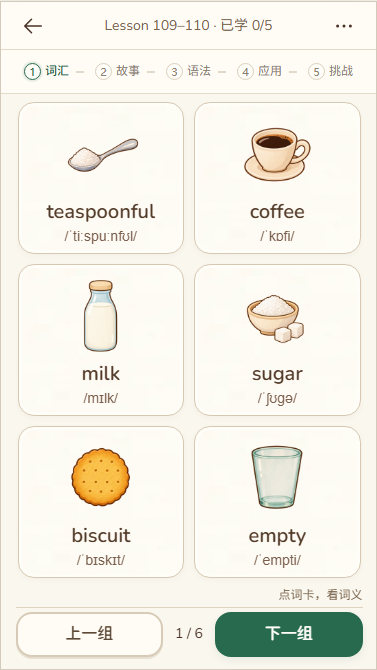 Lesson 109–110 · 已学 0/5
1 词汇 – 2 故事 – 3 语法 – 4 应用 – 5 挑战
teaspoonful coffee
/ˈtiːspuːnfʊl/ /ˈkɒfi/
milk sugar
/mɪlk/ /ˈʃʊɡə/
biscuit empty
/ˈbɪskɪt/ /ˈempti/
点词卡，看词义
上一组 1 / 6 下一组